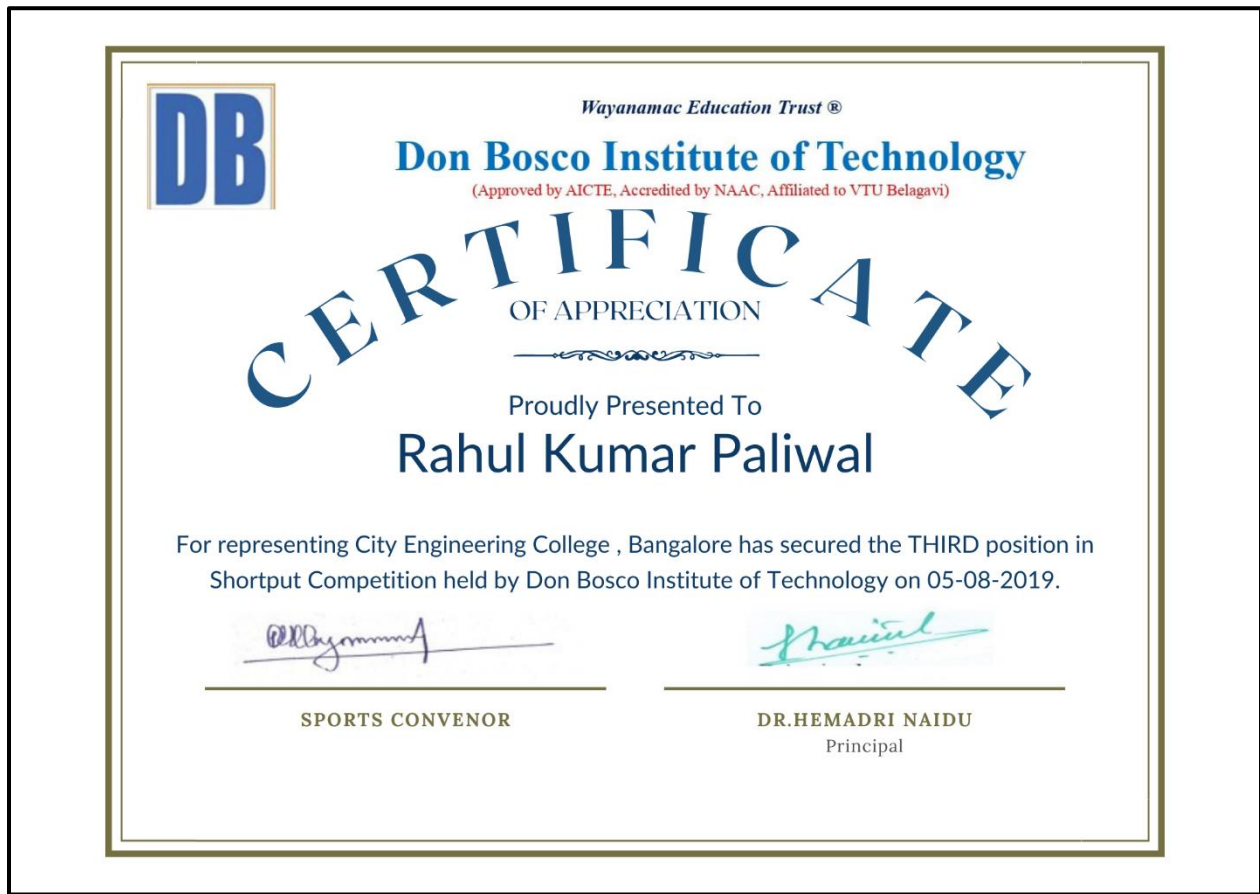 DB
Wayanamac Education Trust ®
Don Bosco Institute of Technology
(Approved by AICTE, Accredited by NAAC, Affiliated to VTU Belagavi)
CERTIFICATE
OF APPRECIATION
Proudly Presented To
Rahul Kumar Paliwal
For representing City Engineering College , Bangalore has secured the THIRD position in
Shortput Competition held by Don Bosco Institute of Technology on 05-08-2019.
SPORTS CONVENOR
DR.HEMADRI NAIDU
Principal